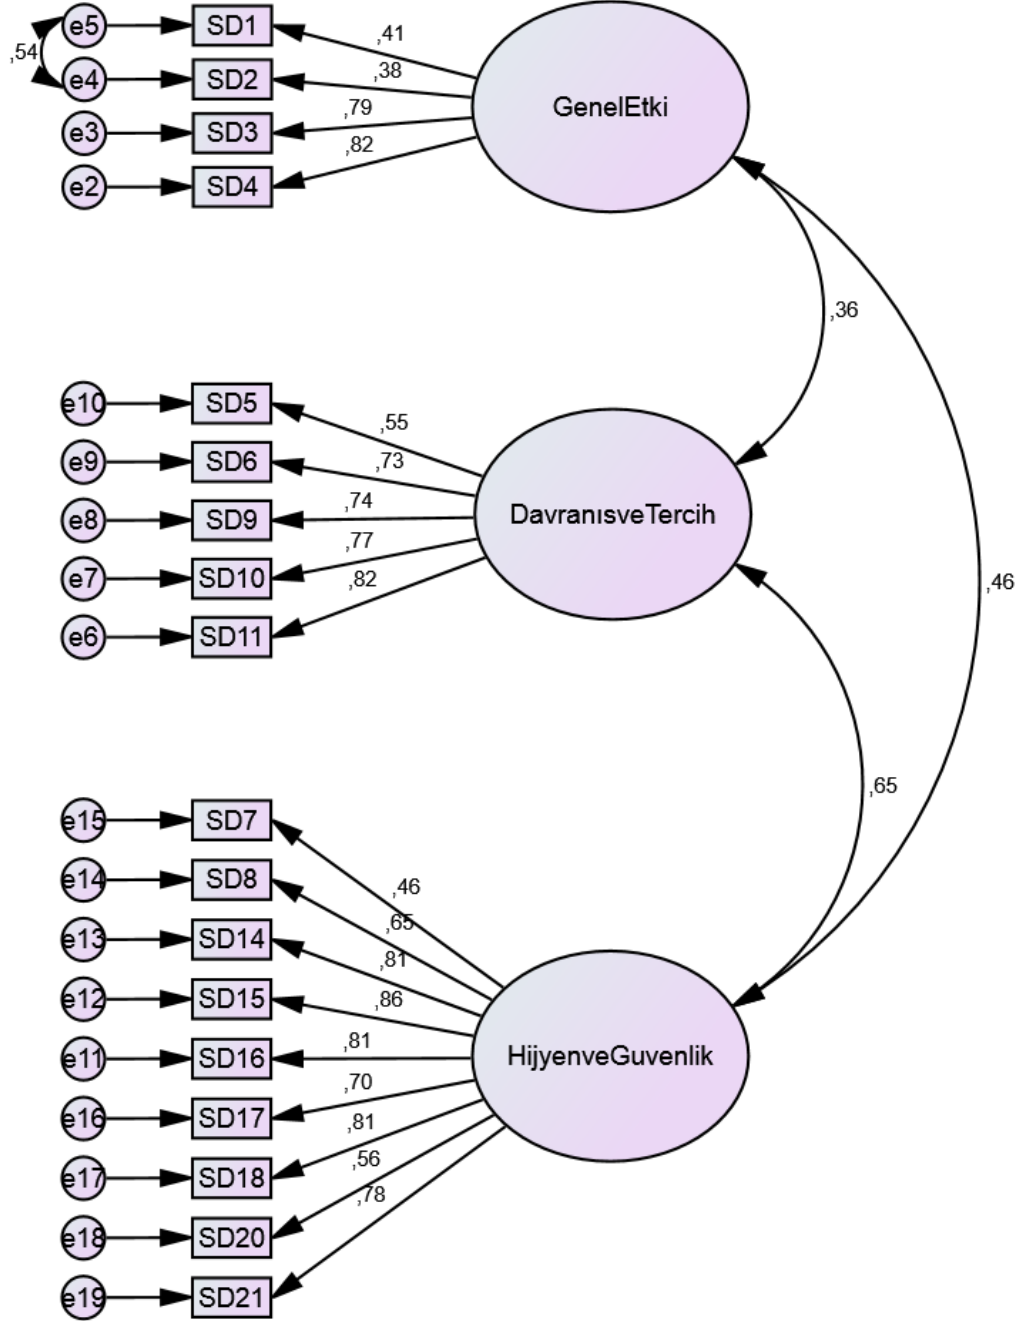 e5 SD1 ,41
,54
e4 SD2 ,38
GenelEtki
e3 SD3 ,79
e2 SD4 ,82
,36
e10 SD5 ,55
e9 SD6 ,73
e8 SD9 ,74
DavranısveTercih
e7 SD10 ,77
e6 SD11 ,82
,46
,65
e15 SD7 ,46
e14 SD8 ,65
e13 SD14 ,81
e12 SD15 ,86
e11 SD16 ,81
HijyenveGuvenlik
e16 SD17 ,70
e17 SD18 ,81
e18 SD20 ,56
e19 SD21 ,78